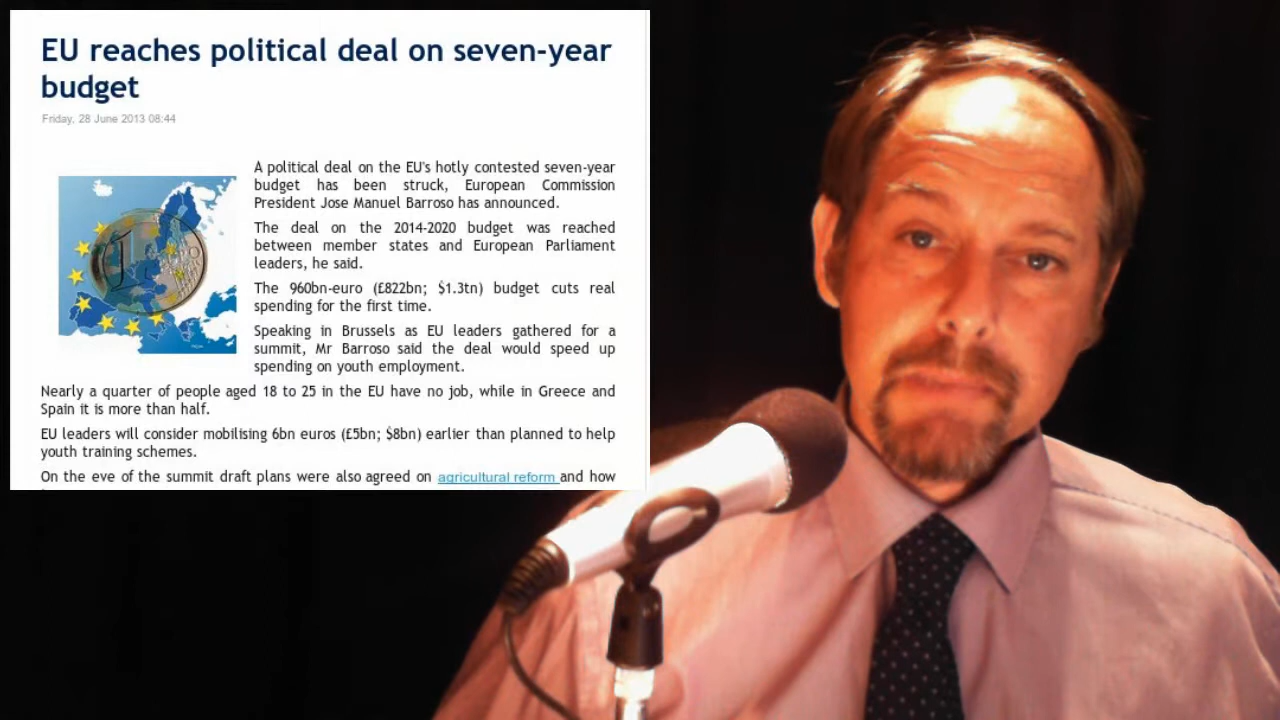 EU reaches political deal on seven-year
budget
Friday, 28 June 2013 08:44
A political deal on the EU's hotly contested seven-year
budget has been struck, European Commission
President Jose Manuel Barroso has announced.
The deal on the 2014-2020 budget was reached
between member states and European Parliament
leaders, he said.
The 960bn-euro (£822bn; $1.3tn) budget cuts real
spending for the first time.
Speaking in Brussels as EU leaders gathered for a
summit, Mr Barroso said the deal would speed up
spending on youth employment.
Nearly a quarter of people aged 18 to 25 in the EU have no job, while in Greece and
Spain it is more than half.
EU leaders will consider mobilising 6bn euros (£5bn; $8bn) earlier than planned to help
youth training schemes.
On the eve of the summit draft plans were also agreed on agricultural reform and how